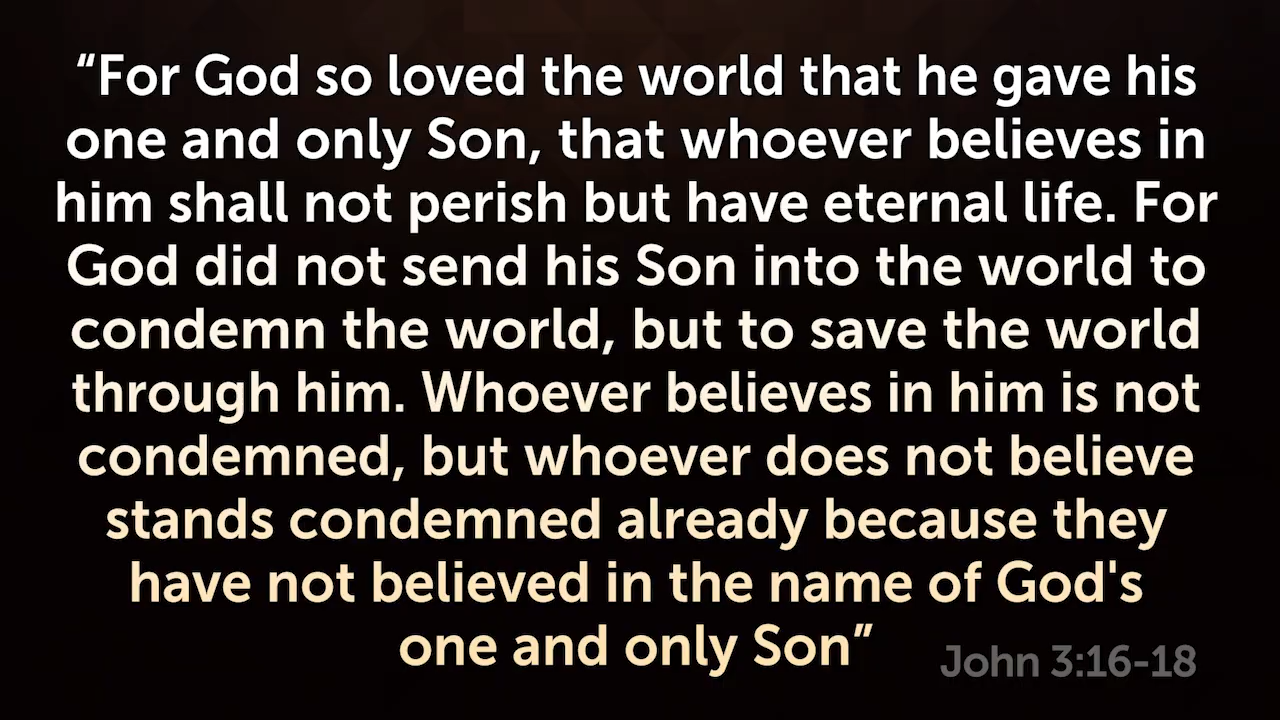 “For God so loved the world that he gave his
one and only Son, that whoever believes in
him shall not perish but have eternal life. For
God did not send his Son into the world to
condemn the world, but to save the world
through him. Whoever believes in him is not
condemned, but whoever does not believe
stands condemned already because they
have not believed in the name of God's
one and only Son”
John 3:16-18